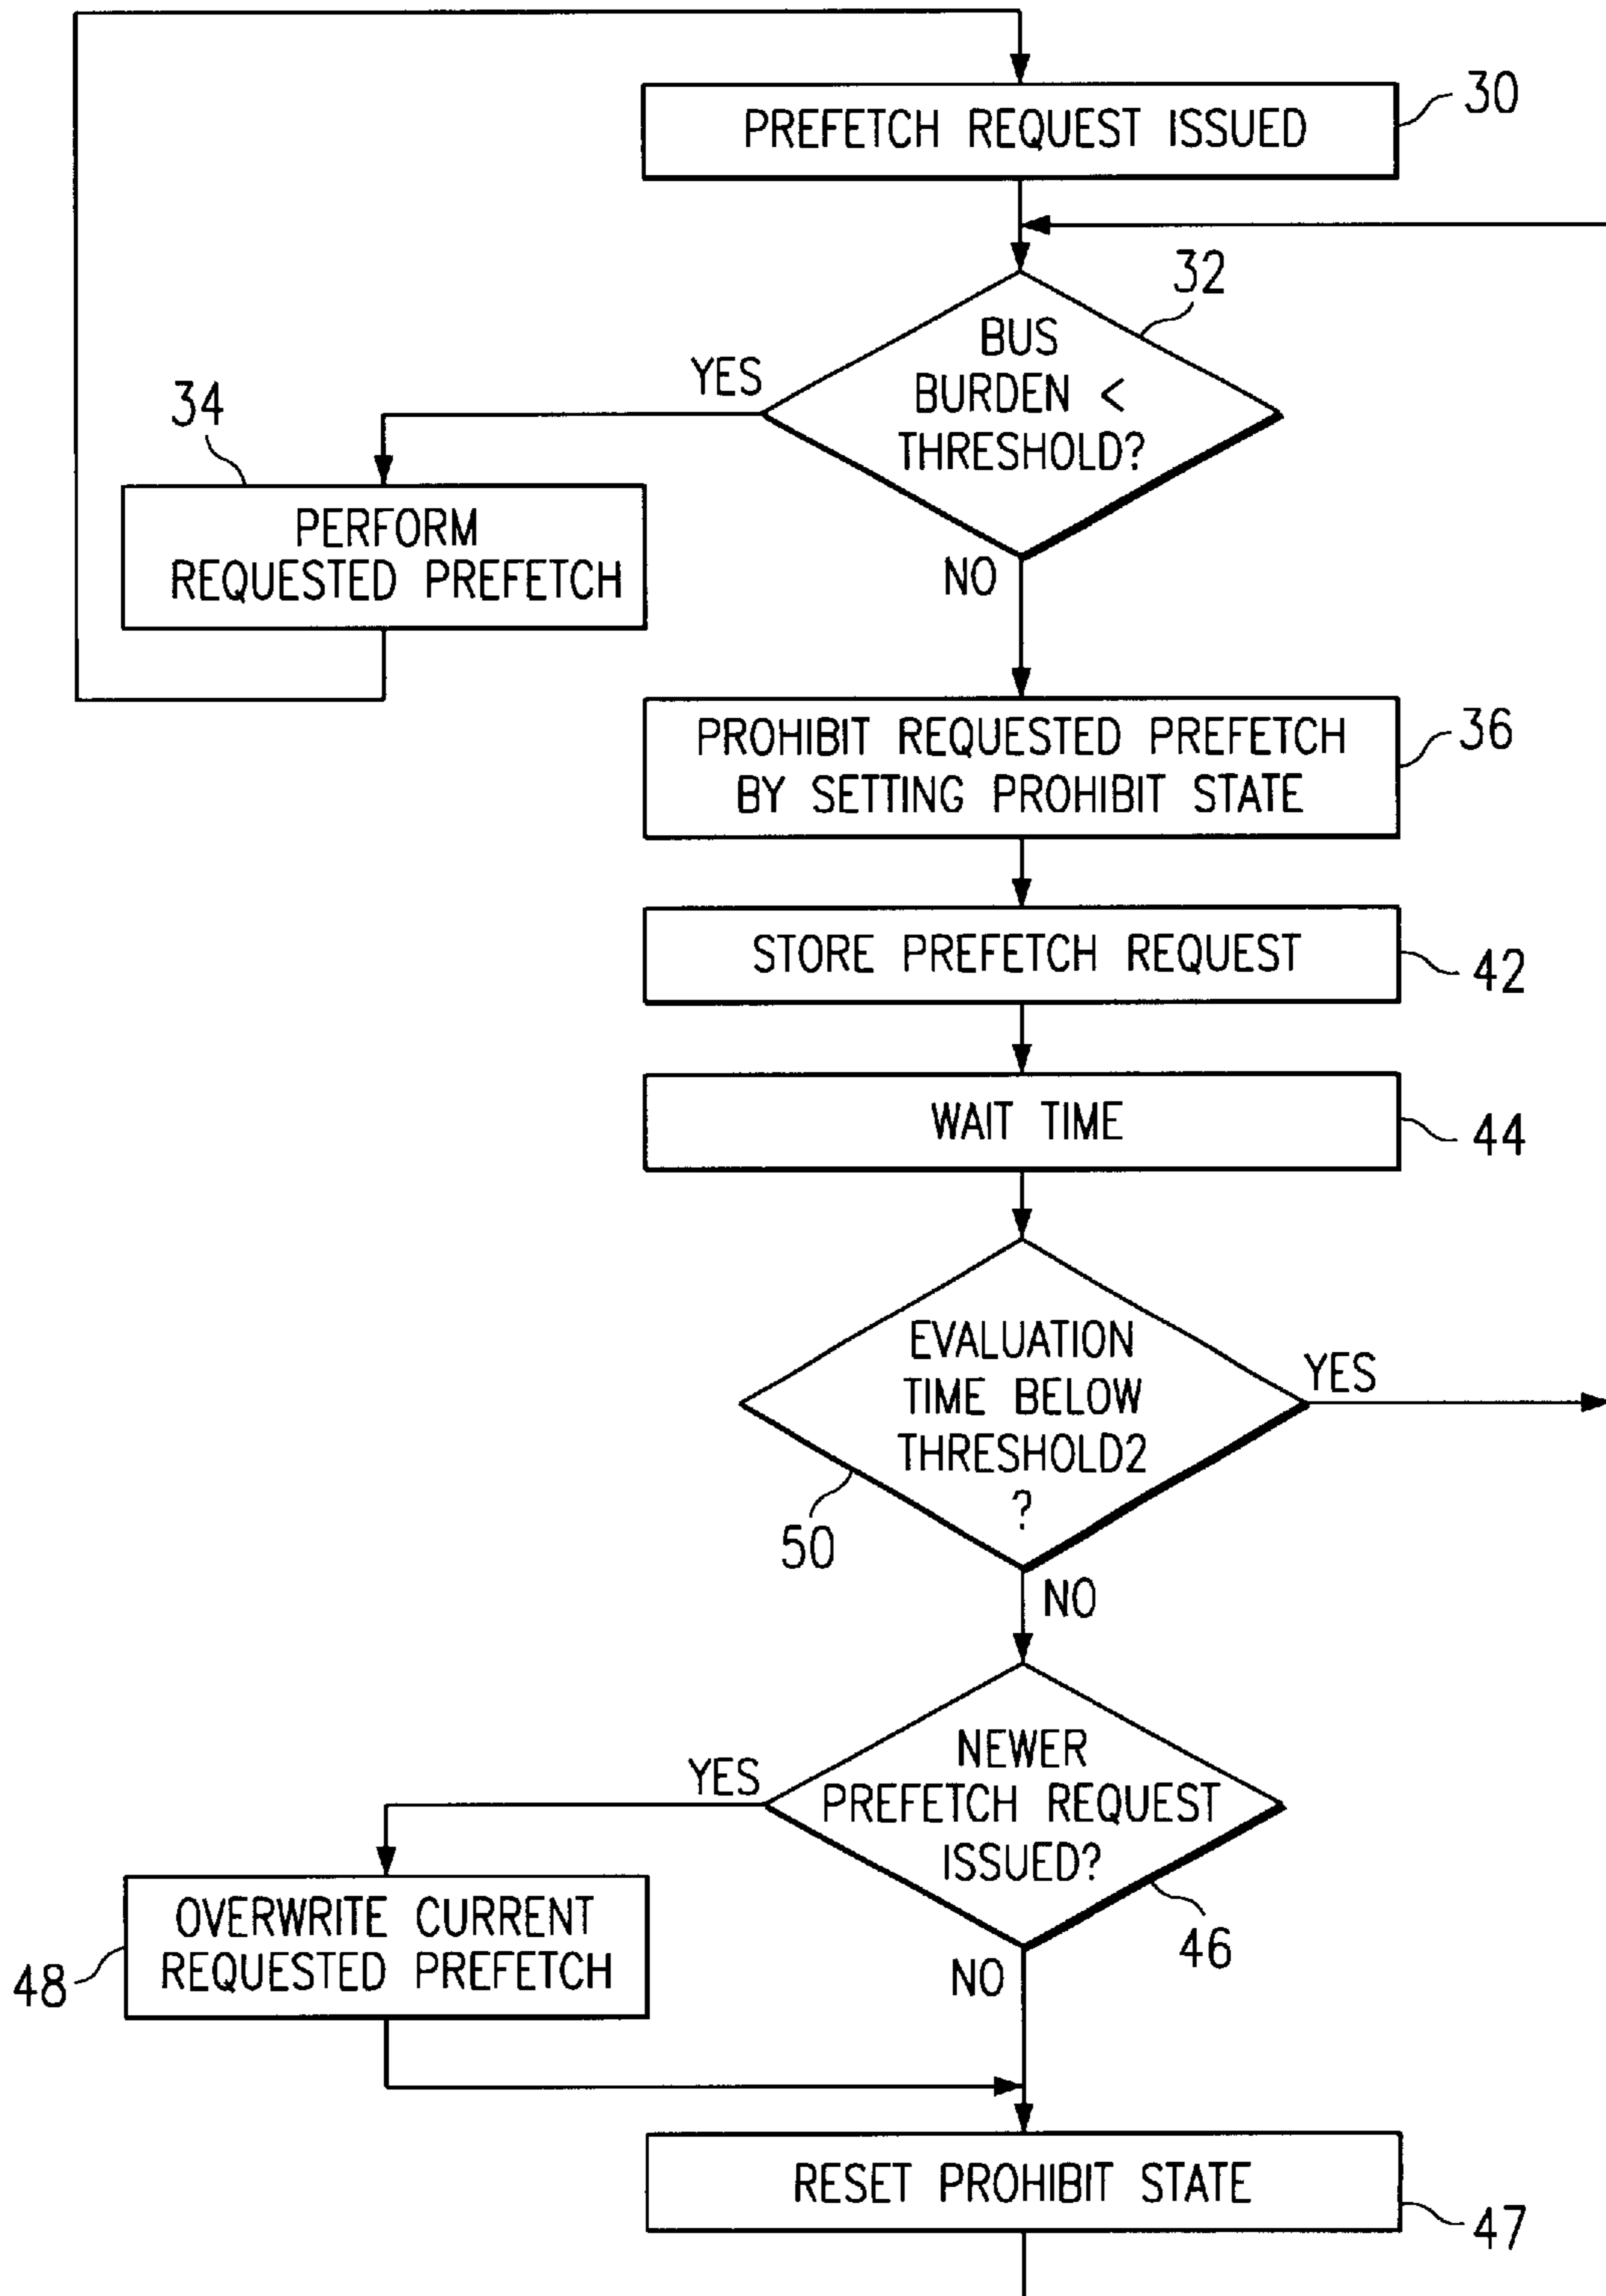 PREFETCH REQUEST ISSUED
30
32
BUS
BURDEN <
THRESHOLD?
YES
34
PERFORM
REQUESTED PREFETCH
NO
PROHIBIT REQUESTED PREFETCH
BY SETTING PROHIBIT STATE
36
STORE PREFETCH REQUEST
42
WAIT TIME
44
EVALUATION
TIME BELOW
THRESHOLD2
?
YES
50
NO
NEWER
PREFETCH REQUEST
ISSUED?
YES
46
OVERWRITE CURRENT
REQUESTED PREFETCH
48
NO
RESET PROHIBIT STATE
47